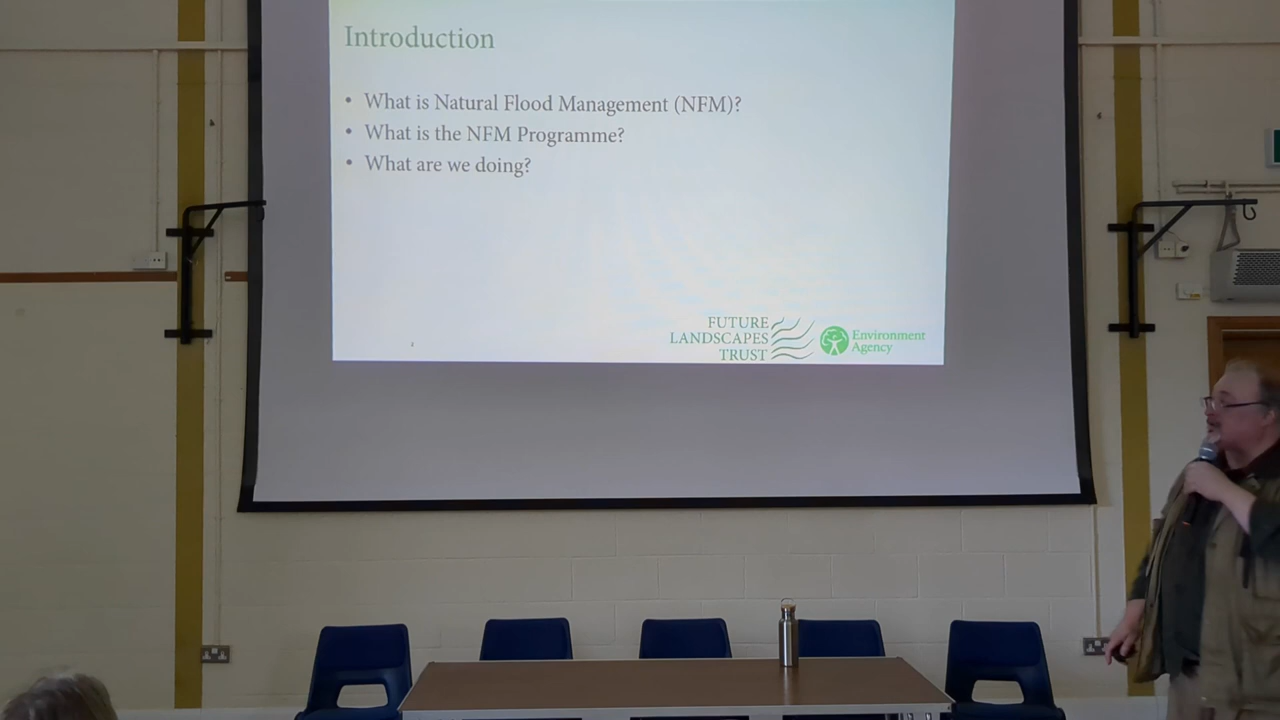 Introduction
• What is Natural Flood Management (NFM)?
• What is the NFM Programme?
• What are we doing?
FUTURE
LANDSCAPES
TRUST
Environment
Agency